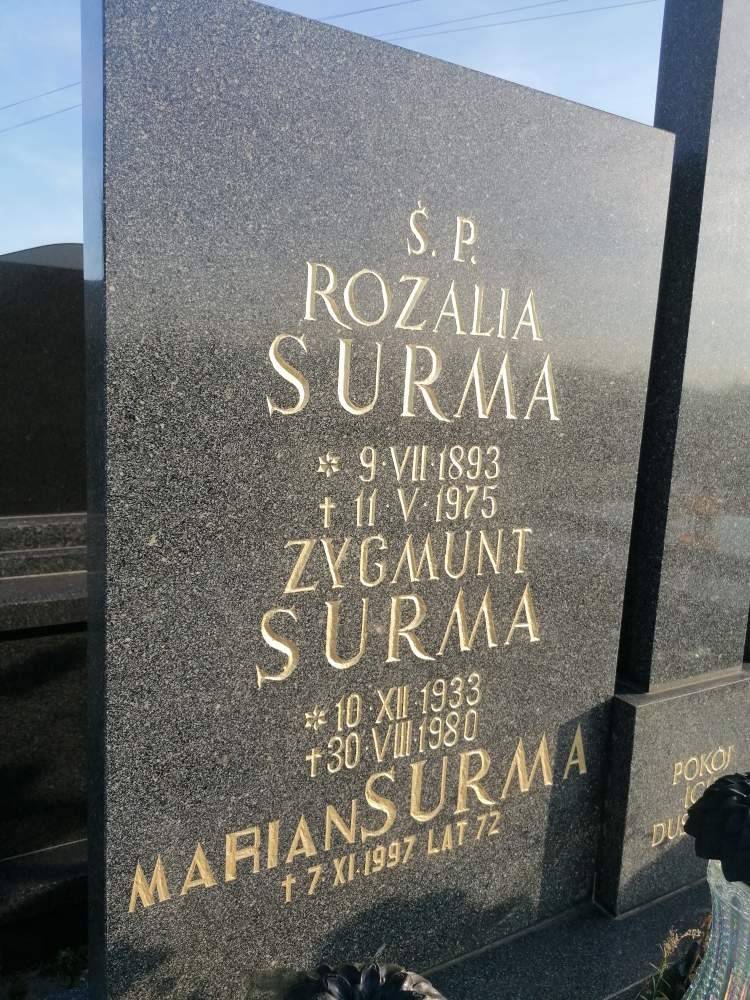 Ś. P.
ROZALIA
SURMA
* 9·VII·1893
† 11·V·1975
ZYGMUNT
SURMA
* 10·XII·1933
† 30·VIII·1980
MARIAN SURMA
† 7·XI·1997 LAT 72
POKÓJ